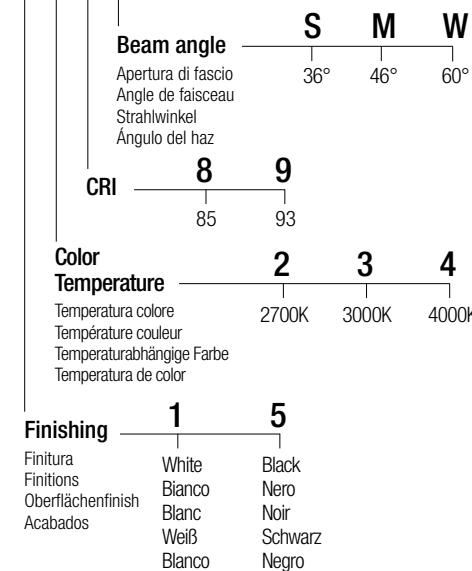 S M W
Beam angle
Apertura di fascio
Angle de faisceau
Strahlwinkel
Ángulo del haz
36° 46° 60°
8 9
CRI
85 93
Color
Temperature
2 3 4
Temperatura colore
Température couleur
Temperaturabhängige Farbe
Temperatura de color
2700K 3000K 4000K
1 5
Finishing
Finitura
Finitions
Oberflächenfinish
Acabados
White
Bianco
Blanc
Weiß
Blanco
Black
Nero
Noir
Schwarz
Negro